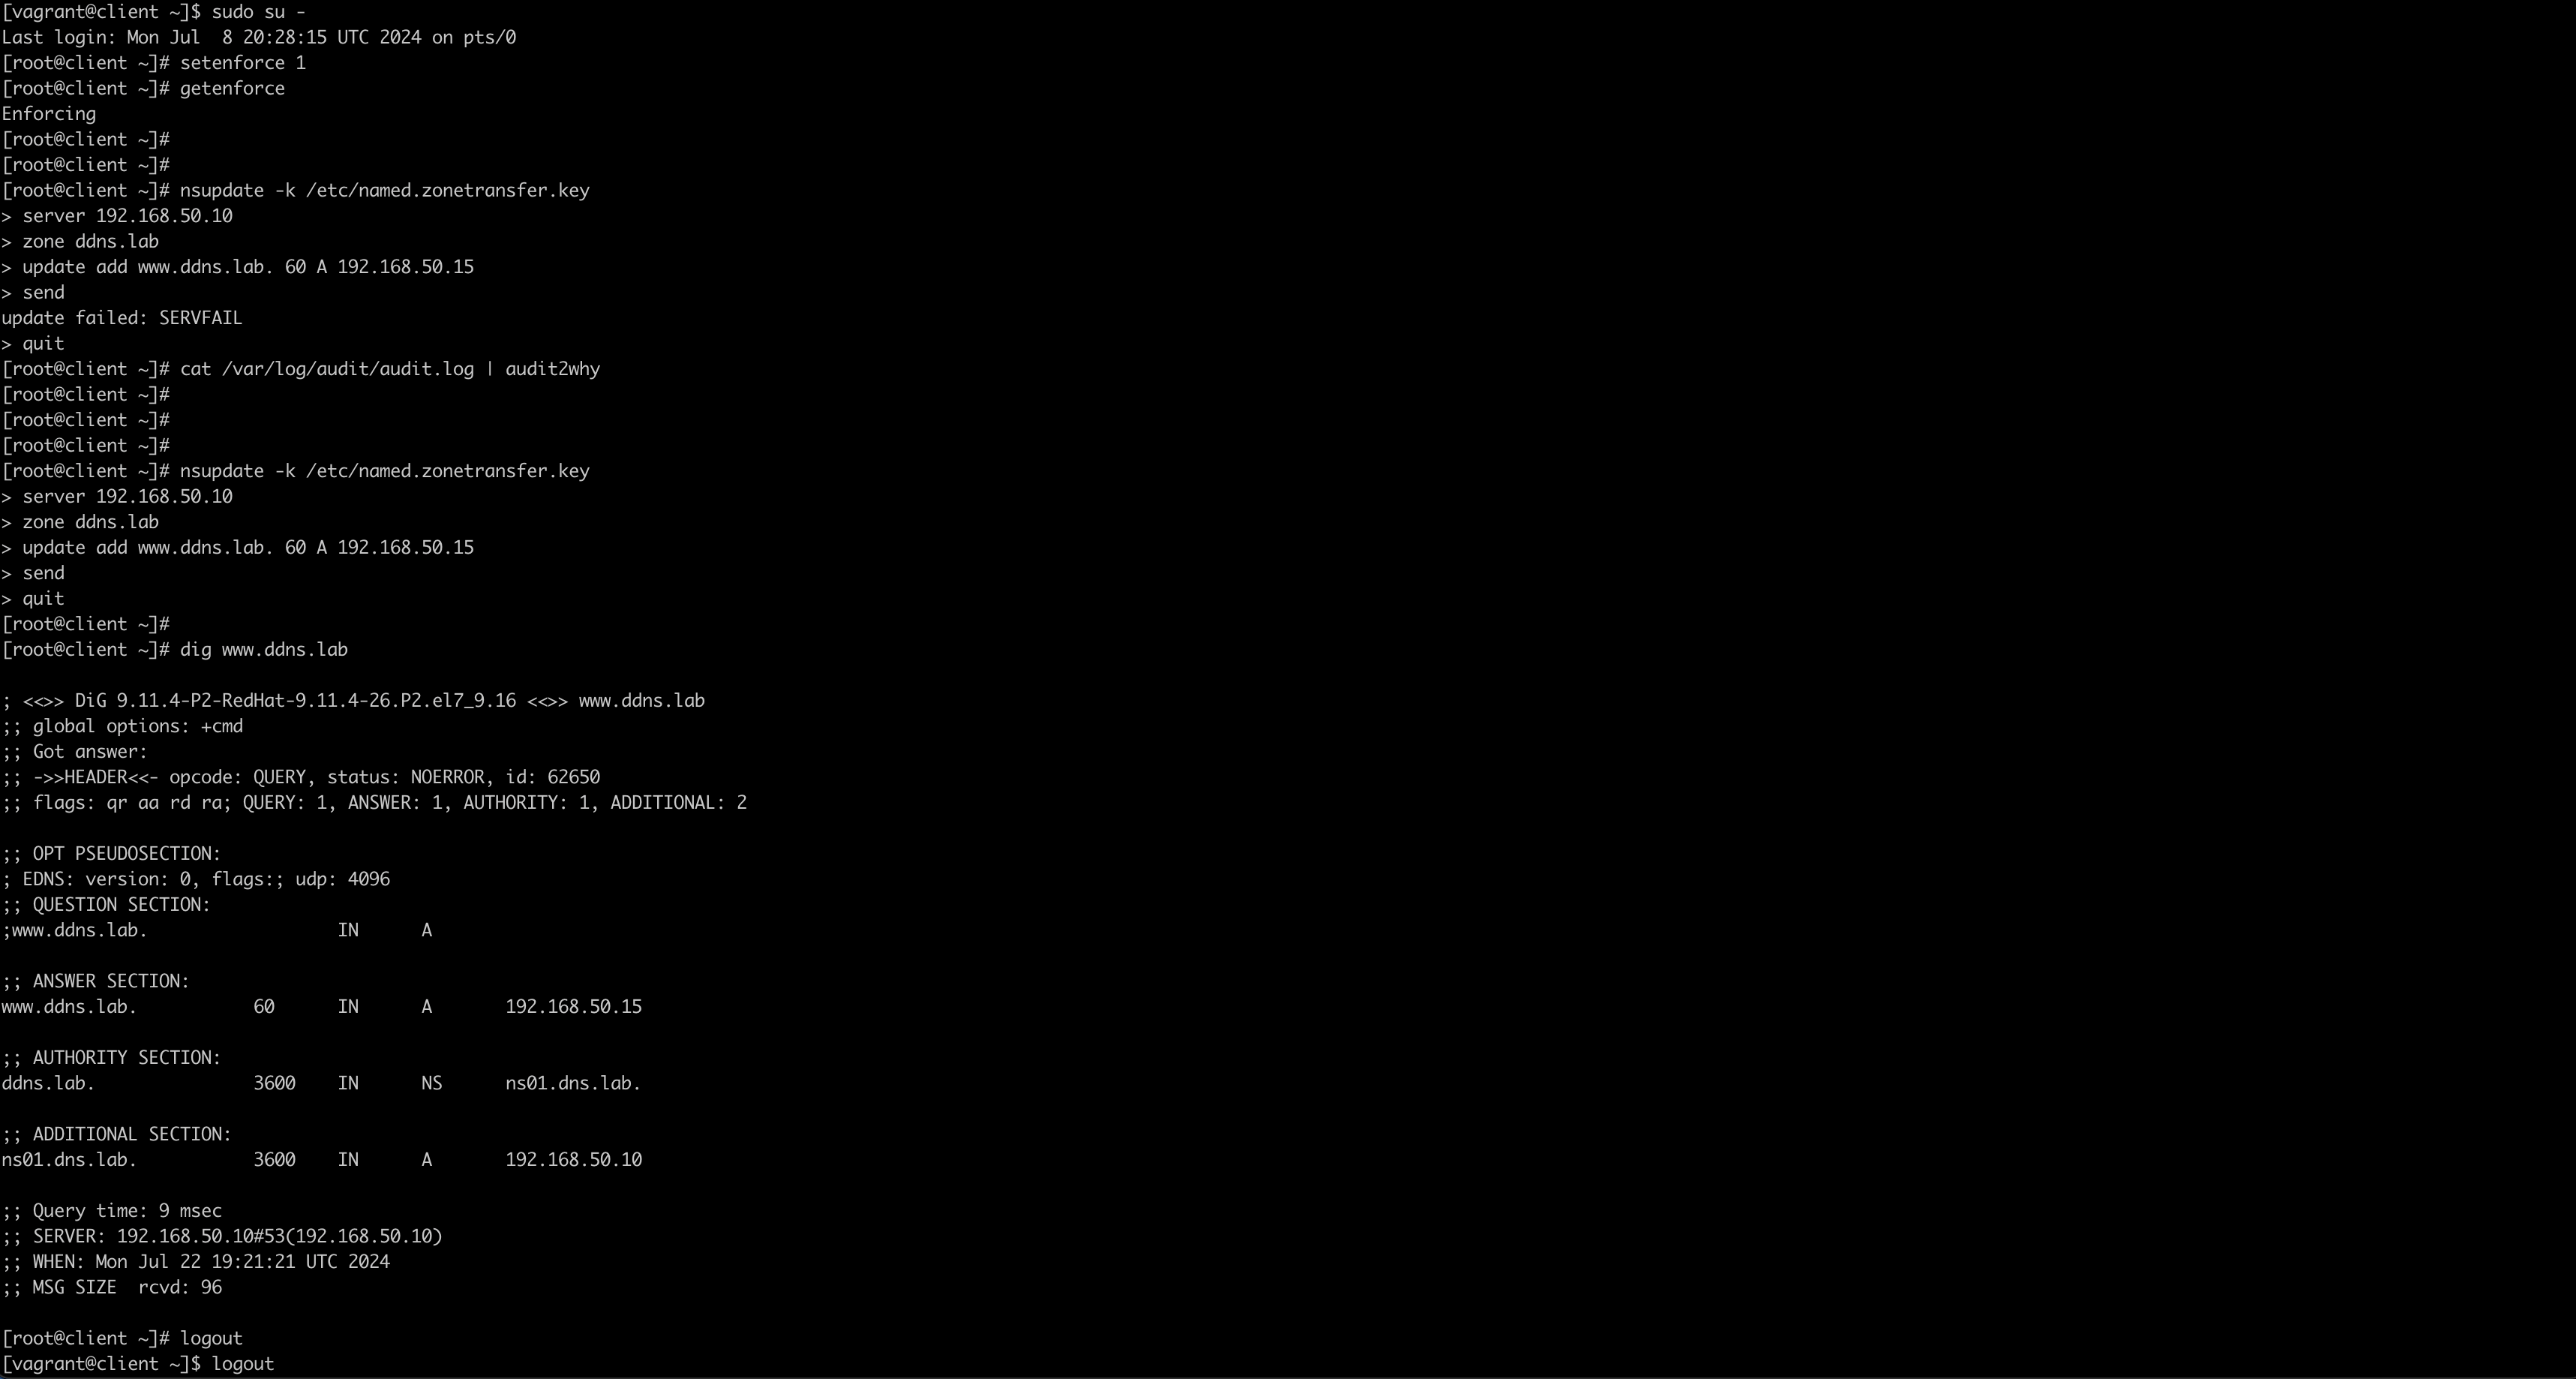 [vagrant@client ~]$ sudo su -
Last login: Mon Jul  8 20:28:15 UTC 2024 on pts/0
[root@client ~]# setenforce 1
[root@client ~]# getenforce
Enforcing
[root@client ~]#
[root@client ~]#
[root@client ~]# nsupdate -k /etc/named.zonetransfer.key
> server 192.168.50.10
> zone ddns.lab
> update add www.ddns.lab. 60 A 192.168.50.15
> send
update failed: SERVFAIL
> quit
[root@client ~]# cat /var/log/audit/audit.log | audit2why
[root@client ~]#
[root@client ~]#
[root@client ~]#
[root@client ~]# nsupdate -k /etc/named.zonetransfer.key
> server 192.168.50.10
> zone ddns.lab
> update add www.ddns.lab. 60 A 192.168.50.15
> send
> quit
[root@client ~]#
[root@client ~]# dig www.ddns.lab

; <<>> DiG 9.11.4-P2-RedHat-9.11.4-26.P2.el7_9.16 <<>> www.ddns.lab
;; global options: +cmd
;; Got answer:
;; ->>HEADER<<- opcode: QUERY, status: NOERROR, id: 62650
;; flags: qr aa rd ra; QUERY: 1, ANSWER: 1, AUTHORITY: 1, ADDITIONAL: 2

;; OPT PSEUDOSECTION:
; EDNS: version: 0, flags:; udp: 4096
;; QUESTION SECTION:
;www.ddns.lab.                  IN      A

;; ANSWER SECTION:
www.ddns.lab.           60      IN      A       192.168.50.15

;; AUTHORITY SECTION:
ddns.lab.               3600    IN      NS      ns01.dns.lab.

;; ADDITIONAL SECTION:
ns01.dns.lab.           3600    IN      A       192.168.50.10

;; Query time: 9 msec
;; SERVER: 192.168.50.10#53(192.168.50.10)
;; WHEN: Mon Jul 22 19:21:21 UTC 2024
;; MSG SIZE  rcvd: 96

[root@client ~]# logout
[vagrant@client ~]$ logout